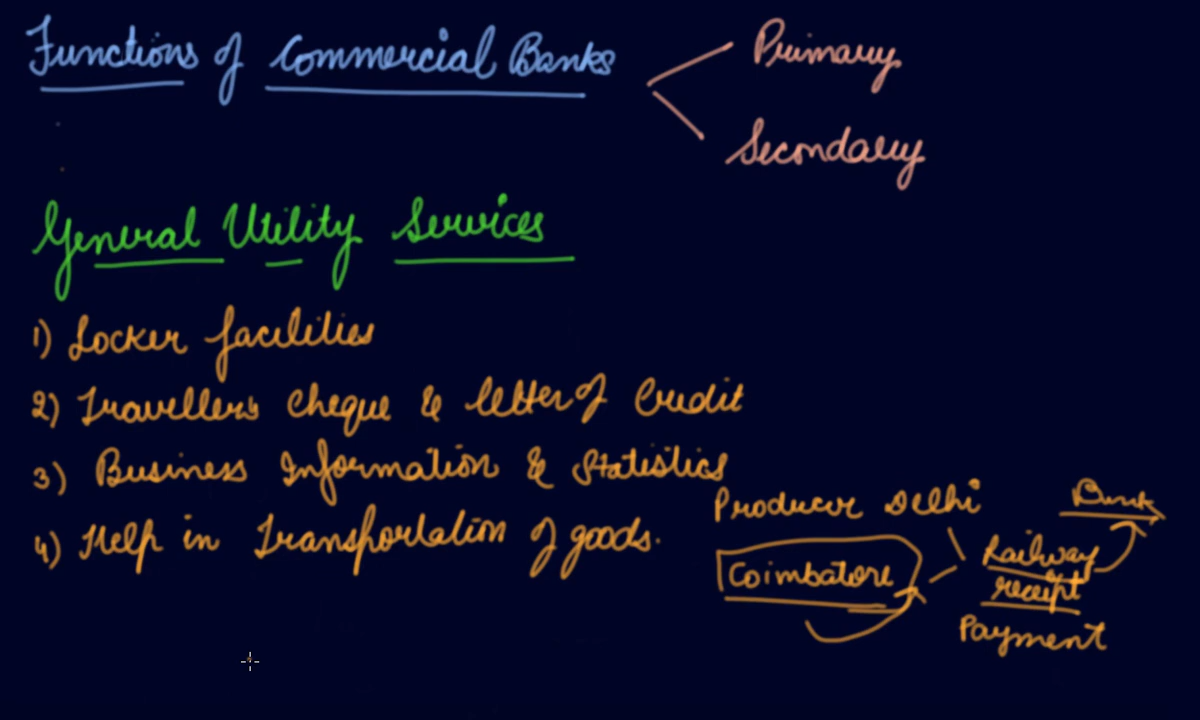 Functions of Commercial Banks
Primary
Secondary
General Utility Services
1) Locker facilities
2) Travellers Cheque & letter of Credit
3) Business Information & Statistics
4) Help in Transportation of goods.
Producer Delhi
Bank
Coimbatore
Railway
receipt
Payment